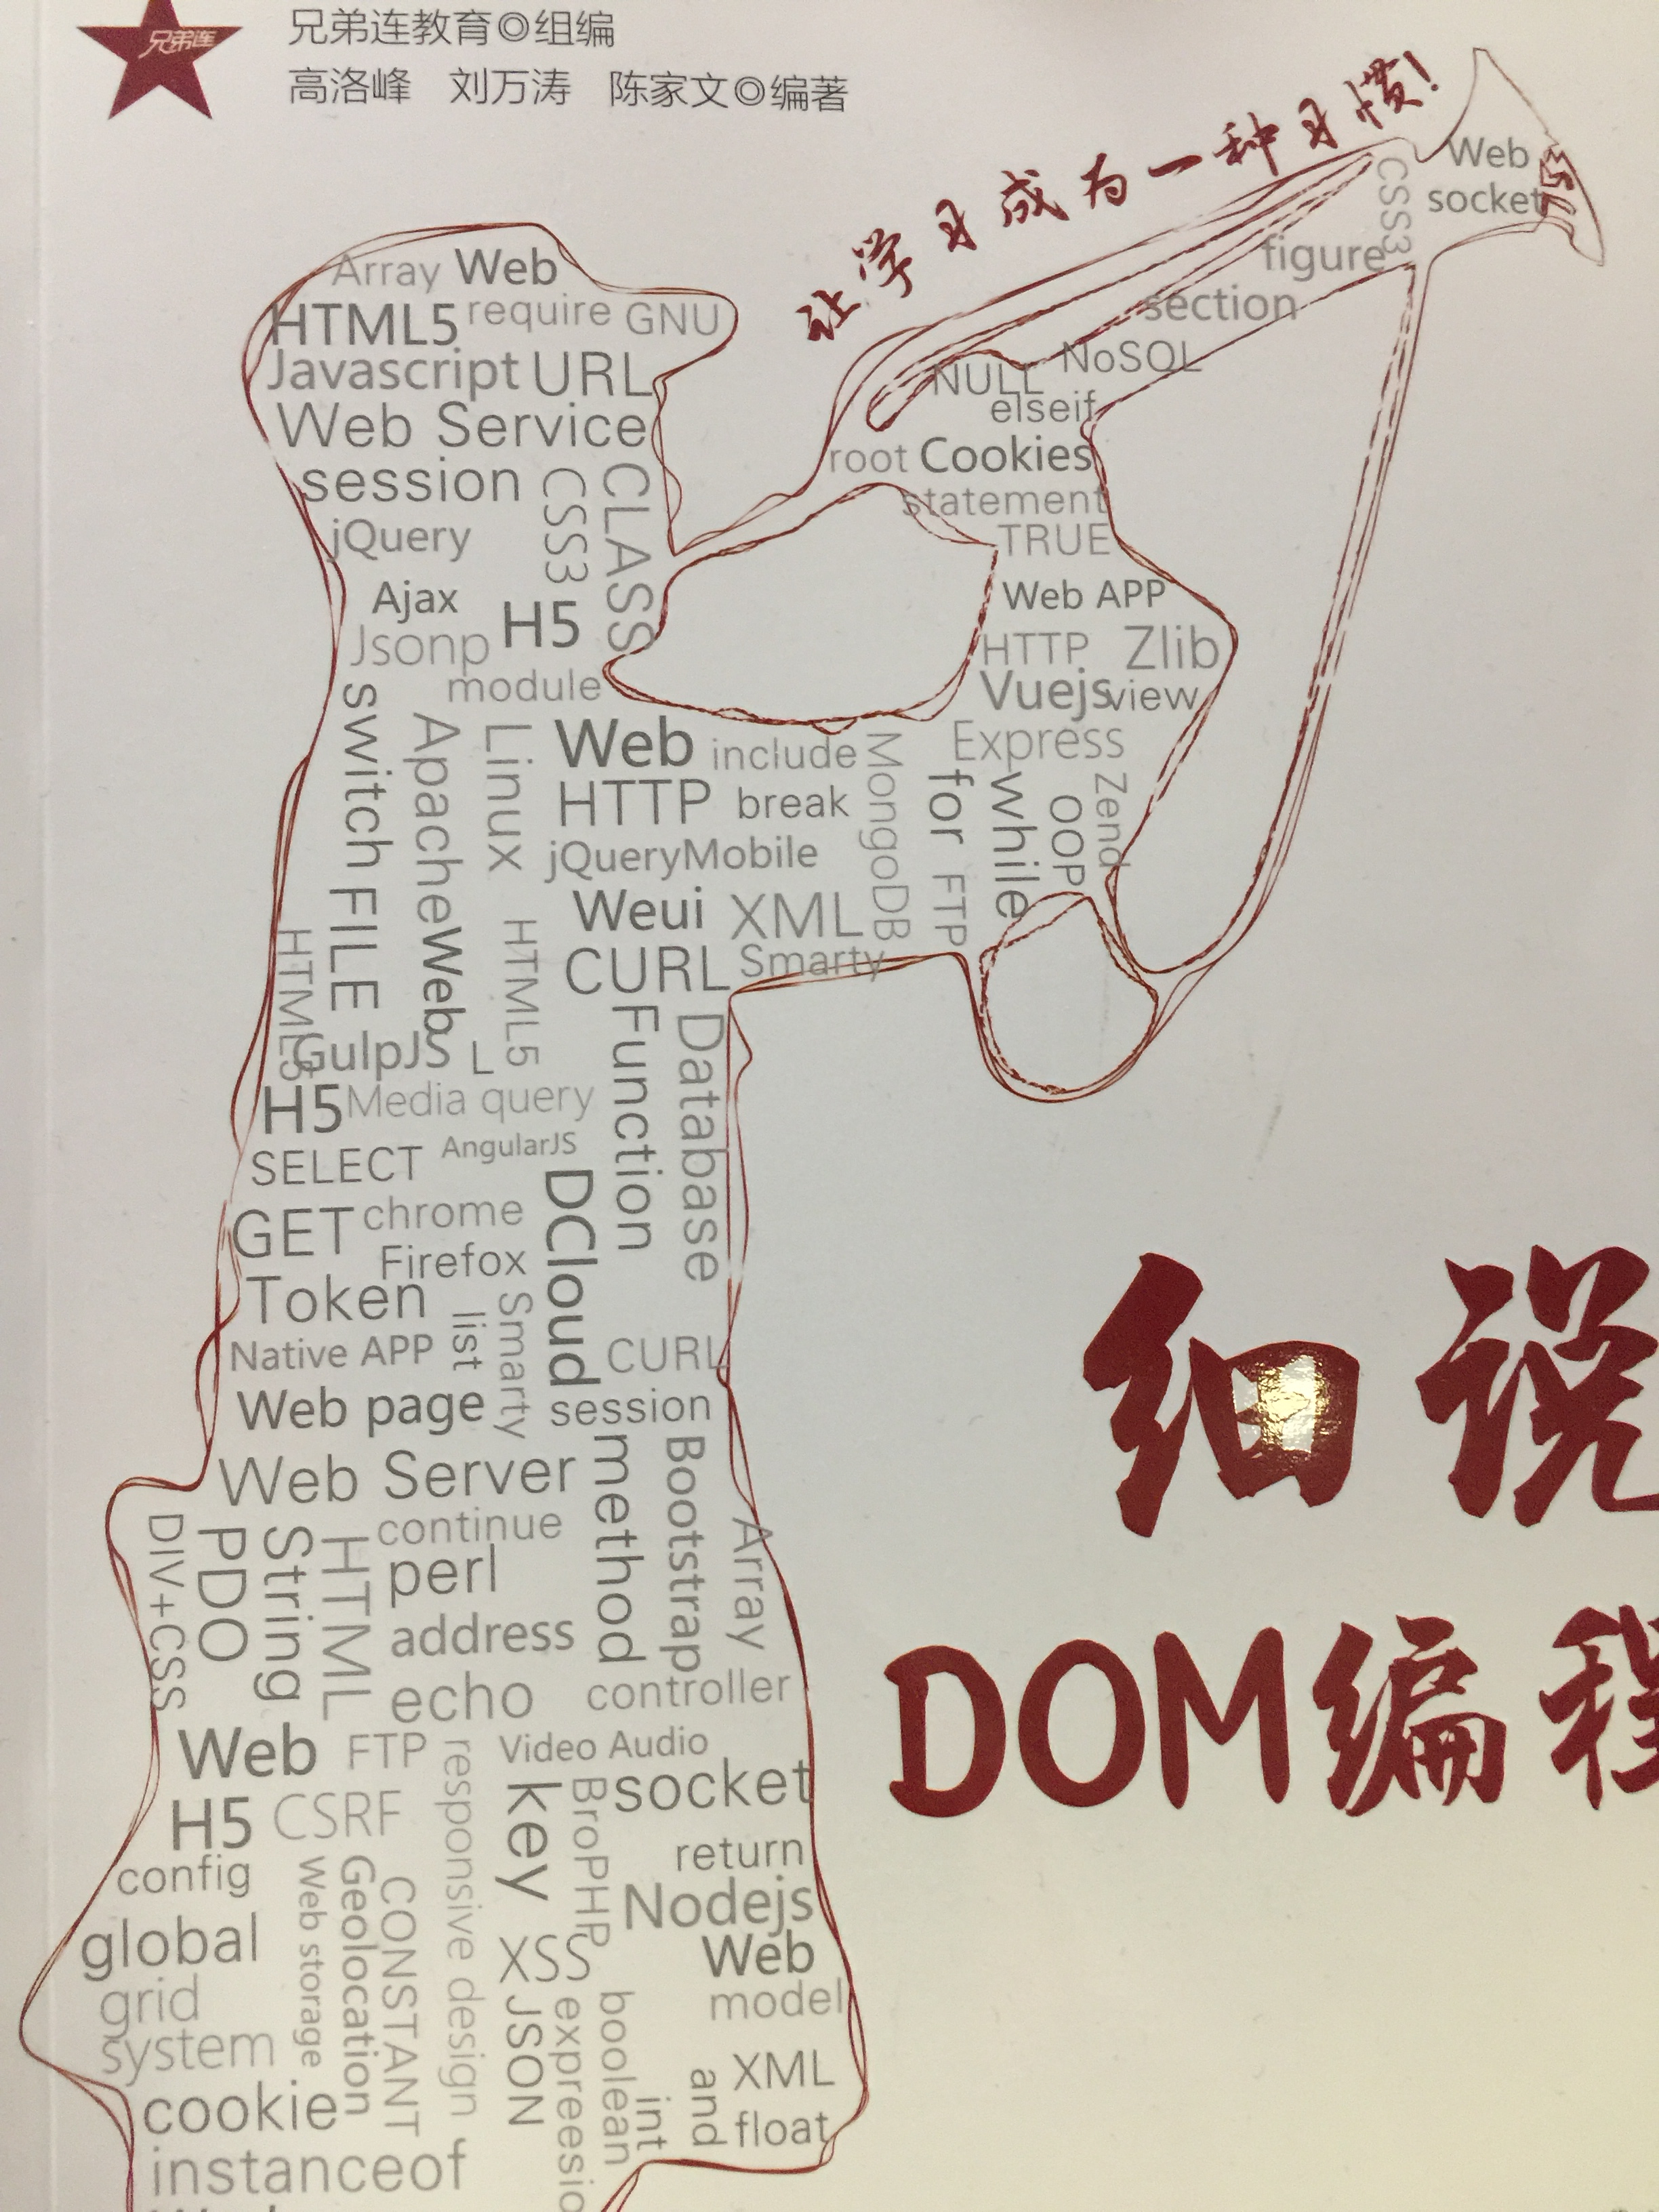 兄弟连
兄弟连教育◎组编
高洛峰 刘万涛 陈家文◎编著
让学习成为一种习惯!
Web
socket
CSS3
figure
section
NoSQL
NULL
elseif
root Cookies
statement
TRUE
Web APP
HTTP Zlib
Vuejs view
Express
Zend
OOP
while
for
FTP
MongoDB
Array Web
HTML5 require GNU
Javascript URL
Web Service
session
CSS3
CLASS
jQuery
Ajax
H5
Jsonp
module
switch
Apache
Linux
Web include
HTTP break
jQueryMobile
Weui XML
CURL Smarty
FILE
Web
HTML5
HTML5
GulpJS L
Function
Database
H5 Media query
SELECT AngularJS
GET chrome
Firefox
DCloud
Token
list
Smarty
Native APP
CURL
Web page
session
Web Server
method
Bootstrap
Array
DIV+CSS
PDO
String
HTML
continue
perl
address
echo controller
Web FTP
responsive design
Video Audio
key
BroPHP
socket
H5 CSRF
return
config
Web storage
Geolocation
CONSTANT
Nodejs
global
XSS
Web
grid
model
system
JSON
expreesio
boolean
int
and
XML
cookie
float
instanceof
细说
DOM编程